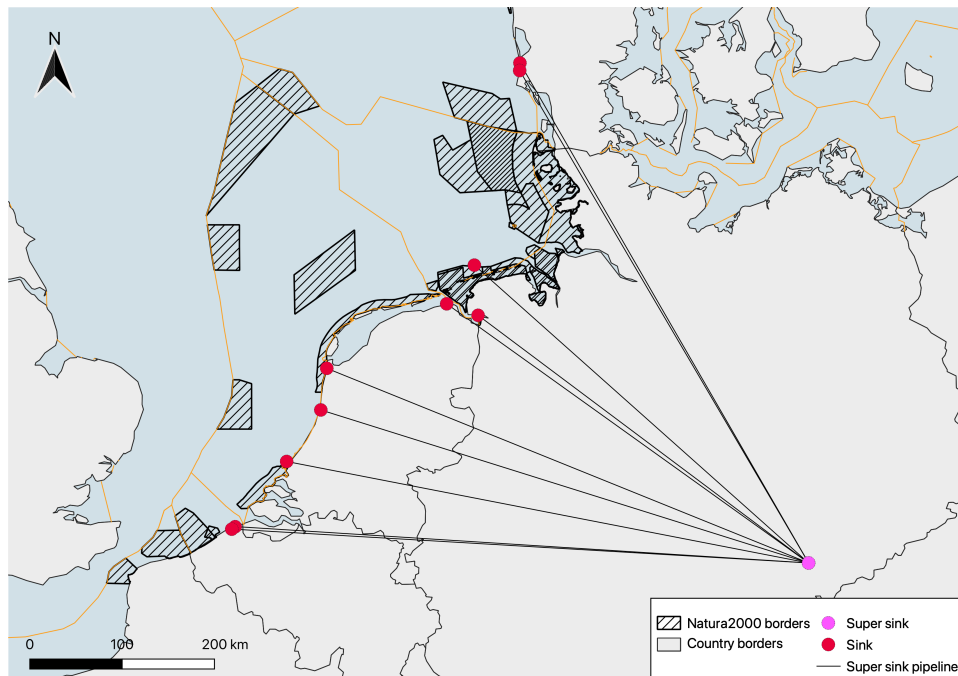 N
0 100 200 km
Natura2000 borders
Country borders
Super sink
Sink
Super sink pipeline